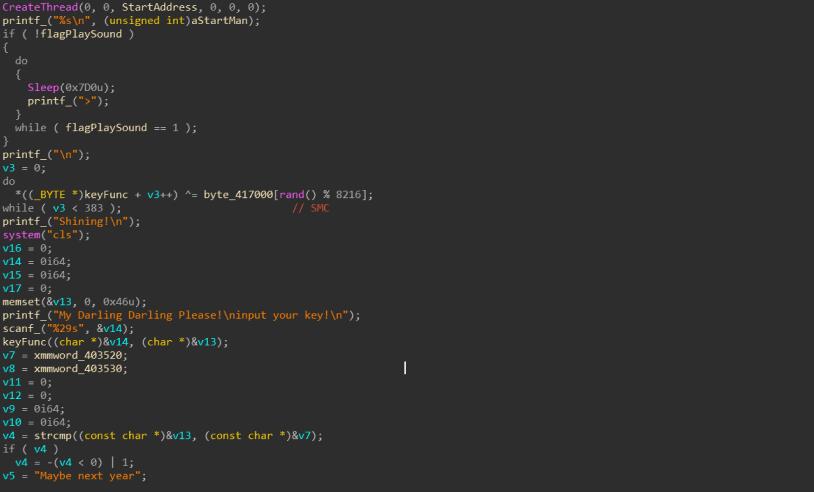 CreateThread(0, 0, StartAddress, 0, 0, 0);
printf_("%s\n", (unsigned int)aStartMan);
if ( !flagPlaySound )
{
  do
  {
    Sleep(0x7D0u);
    printf_(">");
  }
  while ( flagPlaySound == 1 );
}
printf_("\n");
v3 = 0;
do
  *((_BYTE *)keyFunc + v3++) ^= byte_417000[rand() % 8216];
while ( v3 < 383 );                           // SMC
printf_("Shining!\n");
system("cls");
v16 = 0;
v14 = 0i64;
v15 = 0i64;
v17 = 0;
memset(&v13, 0, 0x46u);
printf_("My Darling Darling Please!\ninput your key!\n");
scanf_("%29s", &v14);
keyFunc((char *)&v14, (char *)&v13);
v7 = xmmword_403520;
v8 = xmmword_403530;
v11 = 0;
v12 = 0;
v9 = 0i64;
v10 = 0i64;
v4 = strcmp((const char *)&v13, (const char *)&v7);
if ( v4 )
  v4 = -(v4 < 0) | 1;
v5 = "Maybe next year";